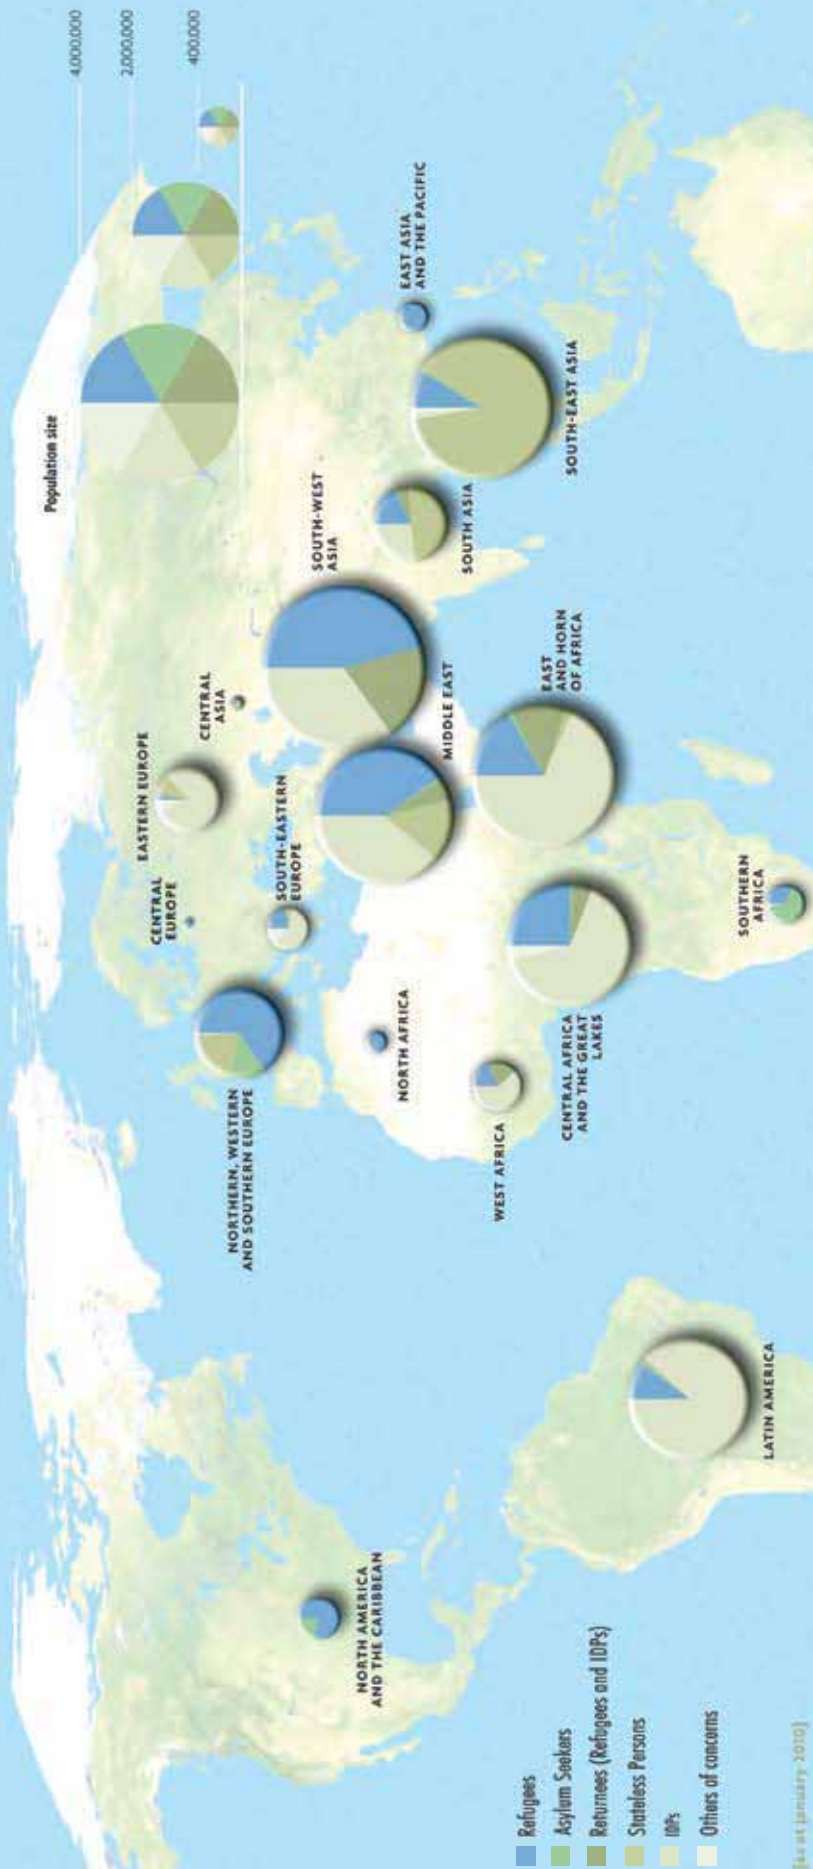 Population size
4,000,000
2,000,000
400,000
NORTH AMERICA
AND THE CARIBBEAN
LATIN AMERICA
NORTHERN, WESTERN
AND SOUTHERN EUROPE
CENTRAL
EUROPE
EASTERN EUROPE
SOUTH-EASTERN
EUROPE
CENTRAL
ASIA
SOUTH-WEST
ASIA
MIDDLE EAST
SOUTH ASIA
EAST ASIA
AND THE PACIFIC
SOUTH-EAST ASIA
NORTH AFRICA
WEST AFRICA
CENTRAL AFRICA
AND THE GREAT
LAKES
EAST
AND HORN
OF AFRICA
SOUTHERN
AFRICA
Refugees
Asylum Seekers
Returnees (Refugees and IDPs)
Stateless Persons
IDPs
Others of concerns
[as at january 2010]